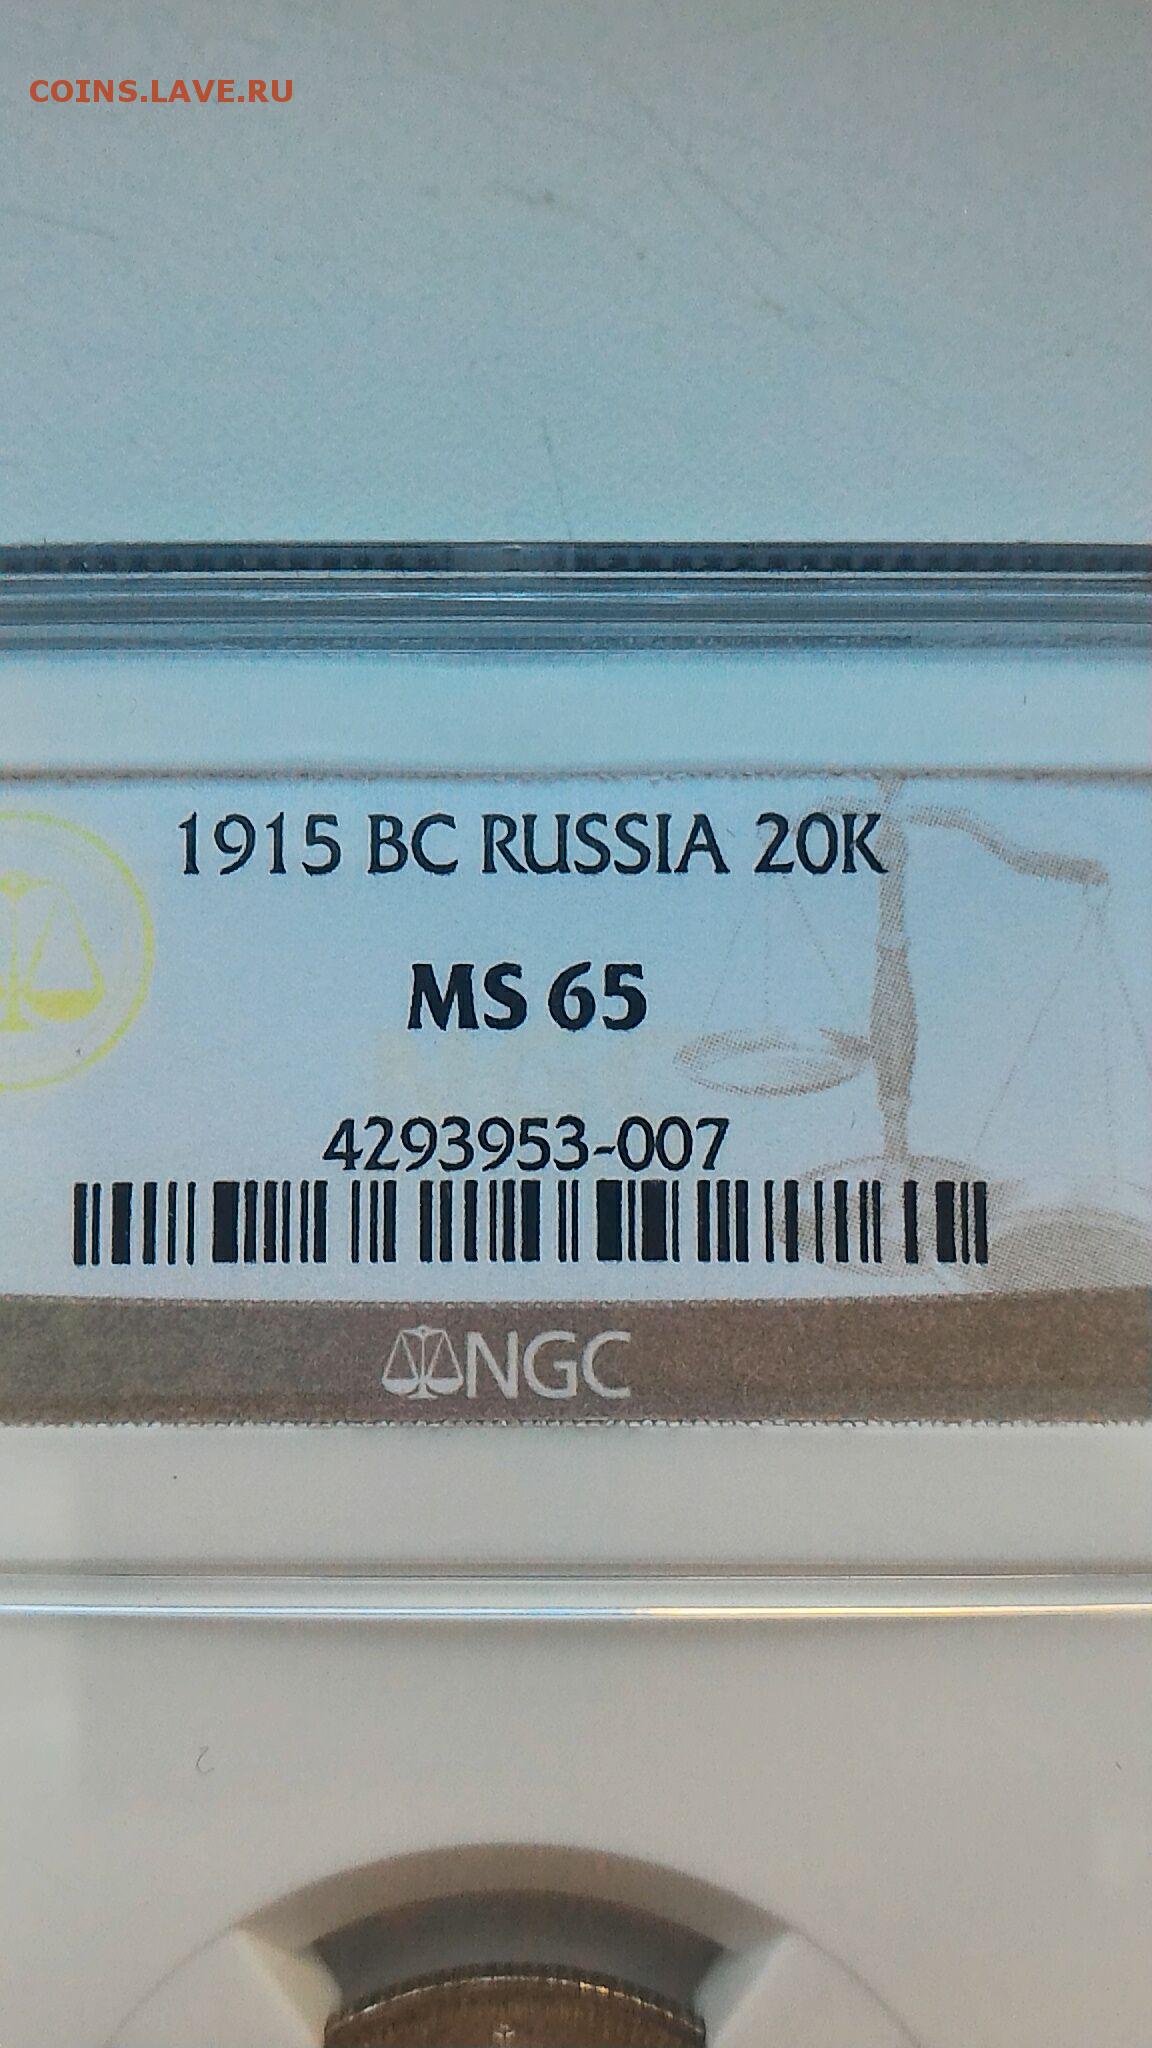 COINS.LAVE.RU
1915 BC RUSSIA 20K
MS 65
4293953-007
NGC